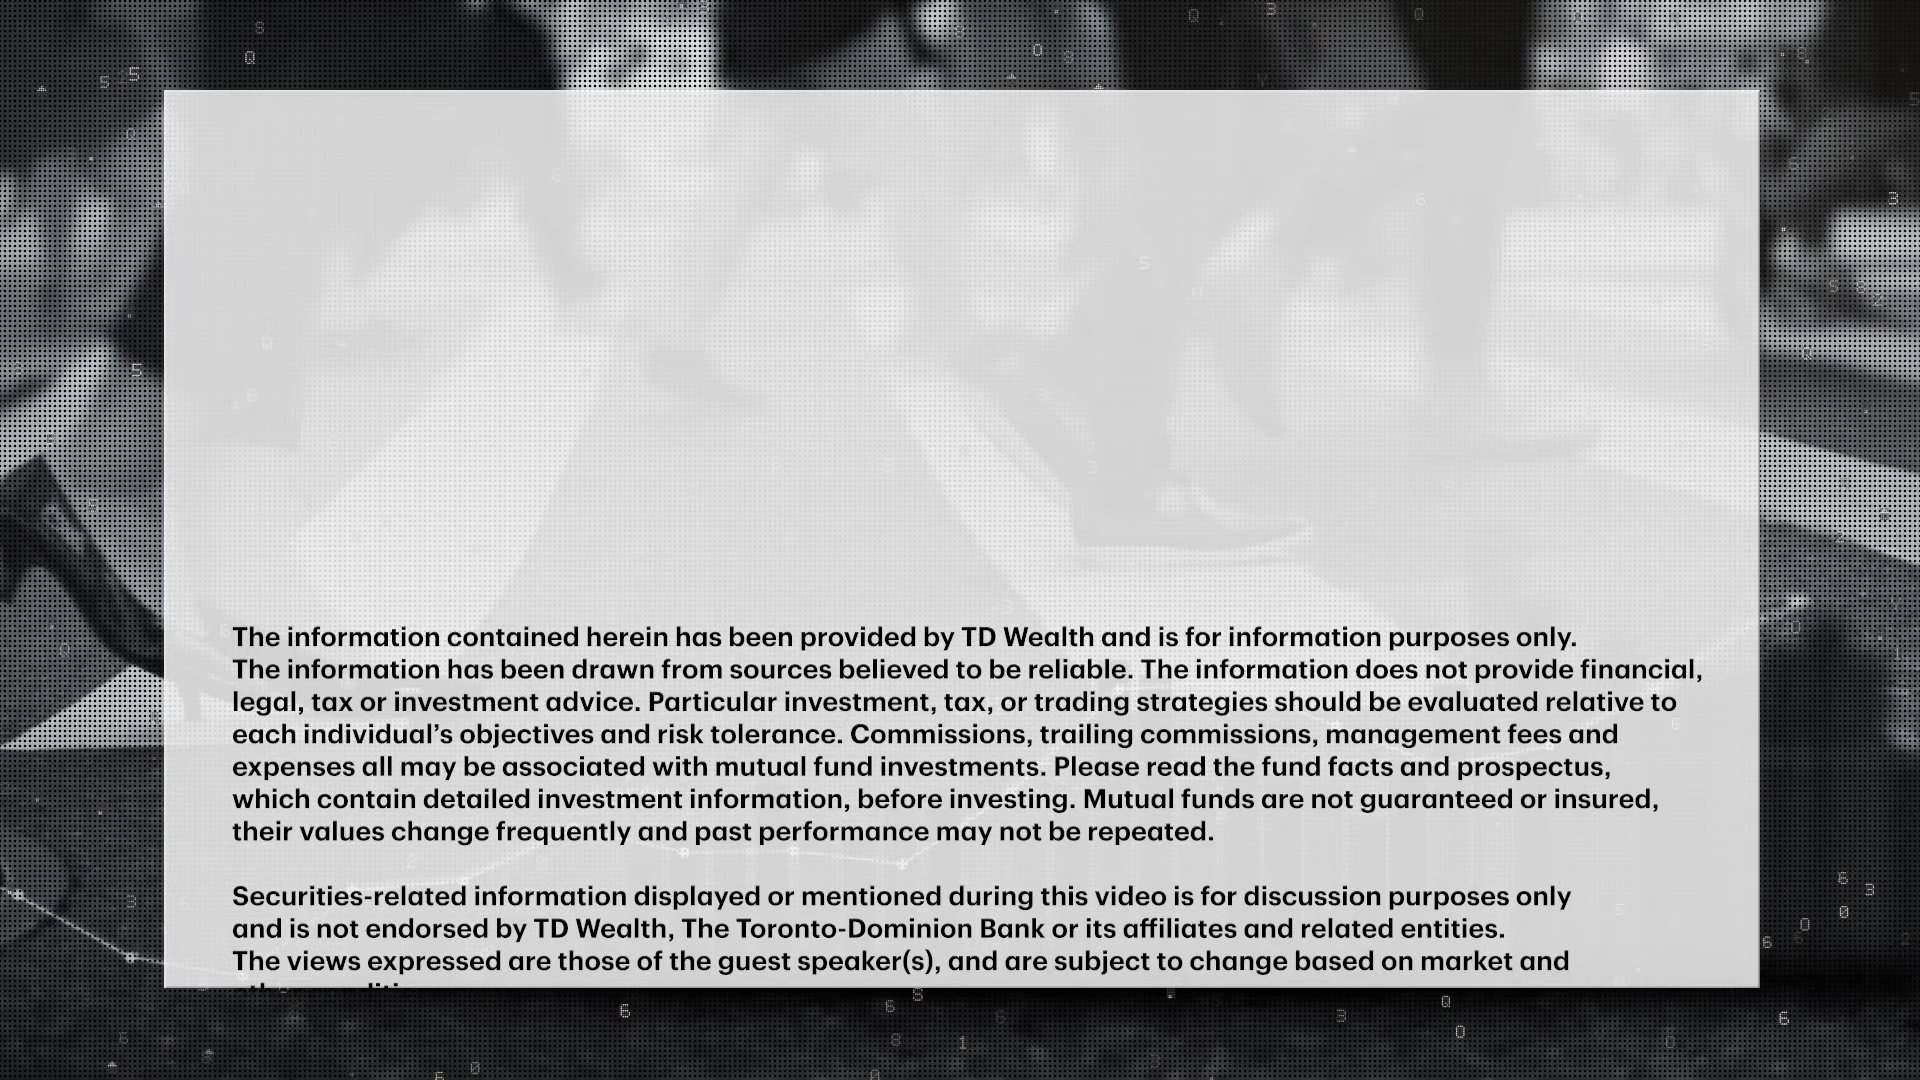 The information contained herein has been provided by TD Wealth and is for information purposes only.
The information has been drawn from sources believed to be reliable. The information does not provide financial,
legal, tax or investment advice. Particular investment, tax, or trading strategies should be evaluated relative to
each individual’s objectives and risk tolerance. Commissions, trailing commissions, management fees and
expenses all may be associated with mutual fund investments. Please read the fund facts and prospectus,
which contain detailed investment information, before investing. Mutual funds are not guaranteed or insured,
their values change frequently and past performance may not be repeated.
Securities-related information displayed or mentioned during this video is for discussion purposes only
and is not endorsed by TD Wealth, The Toronto-Dominion Bank or its affiliates and related entities.
The views expressed are those of the guest speaker(s), and are subject to change based on market and